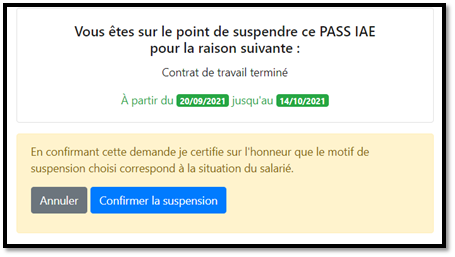 Vous êtes sur le point de suspendre ce PASS IAE
pour la raison suivante :
Contrat de travail terminé
À partir du 20/09/2021 jusqu'au 14/10/2021
En confirmant cette demande je certifie sur l'honneur que le motif de
suspension choisi correspond à la situation du salarié.
Annuler Confirmer la suspension